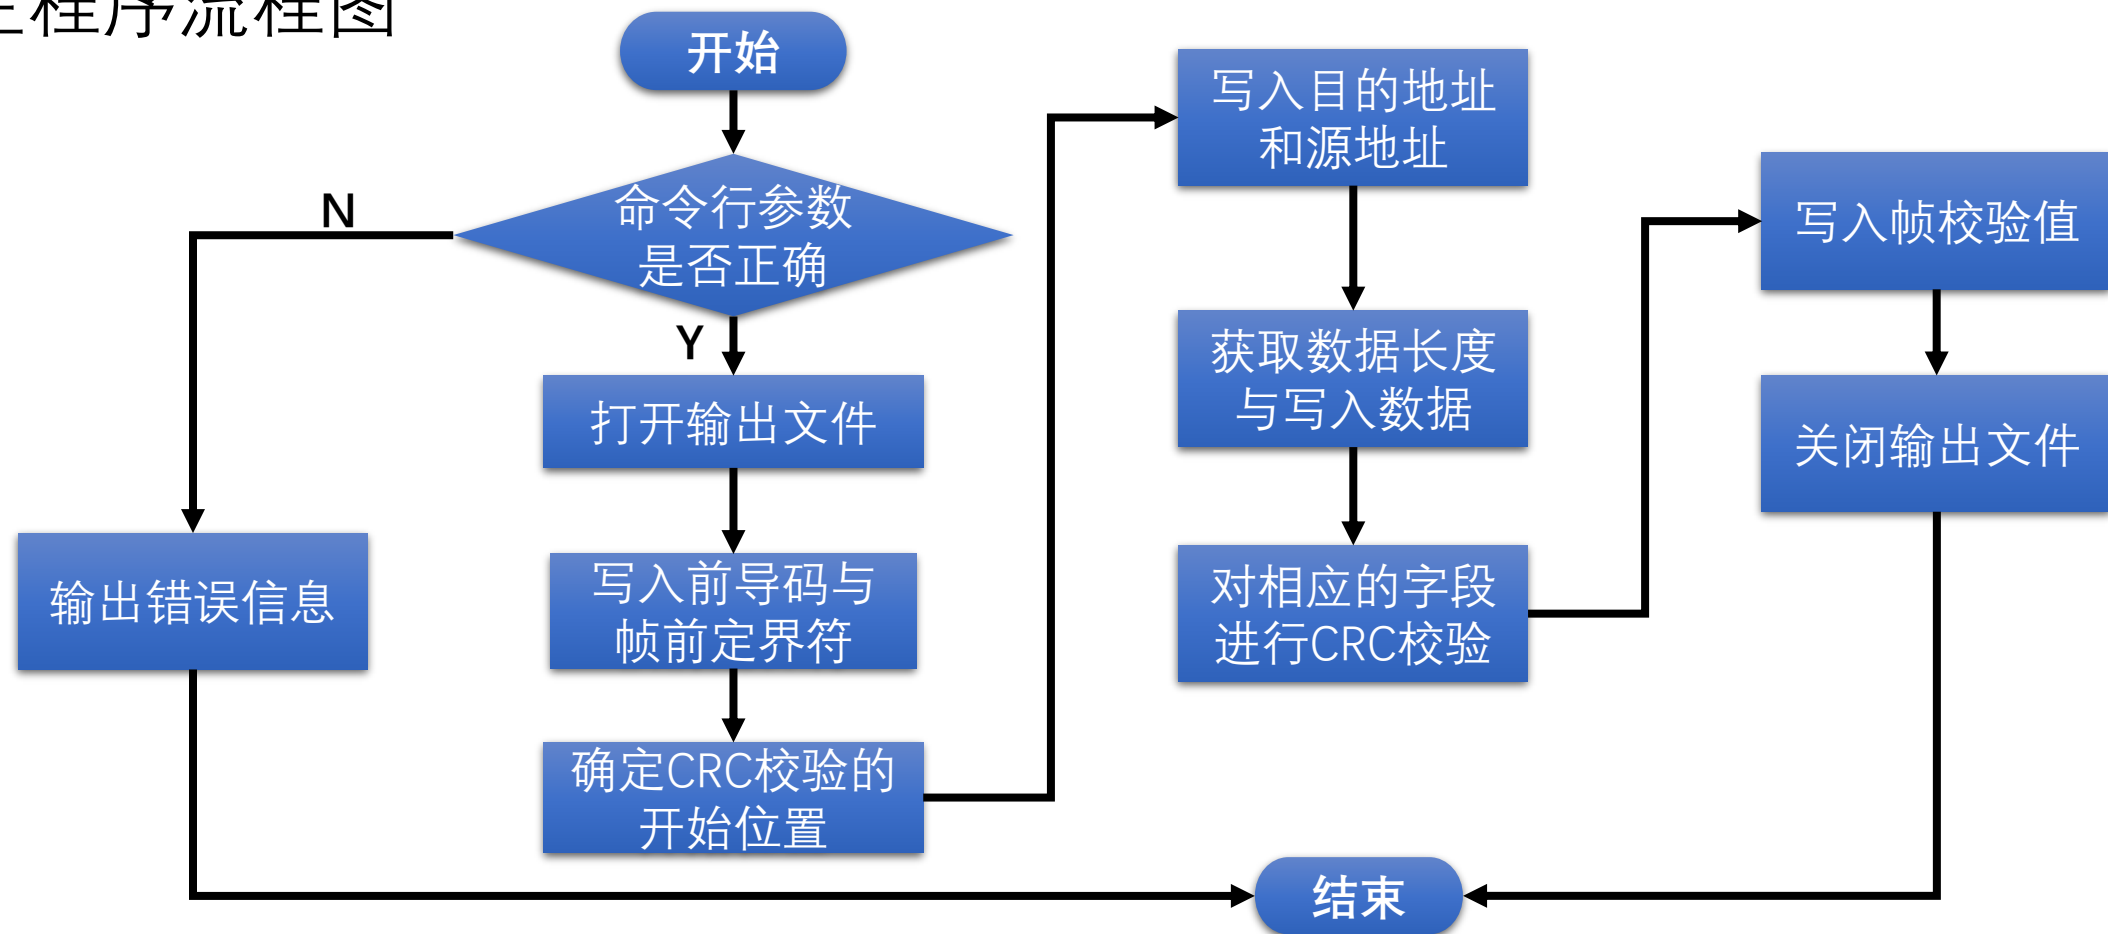 程序流程图
开始
命令行参数
是否正确
N
Y
打开输出文件
写入前导码与
帧前定界符
确定CRC校验的
开始位置
输出错误信息
写入目的地址
和源地址
获取数据长度
与写入数据
对相应的字段
进行CRC校验
写入帧校验值
关闭输出文件
结束